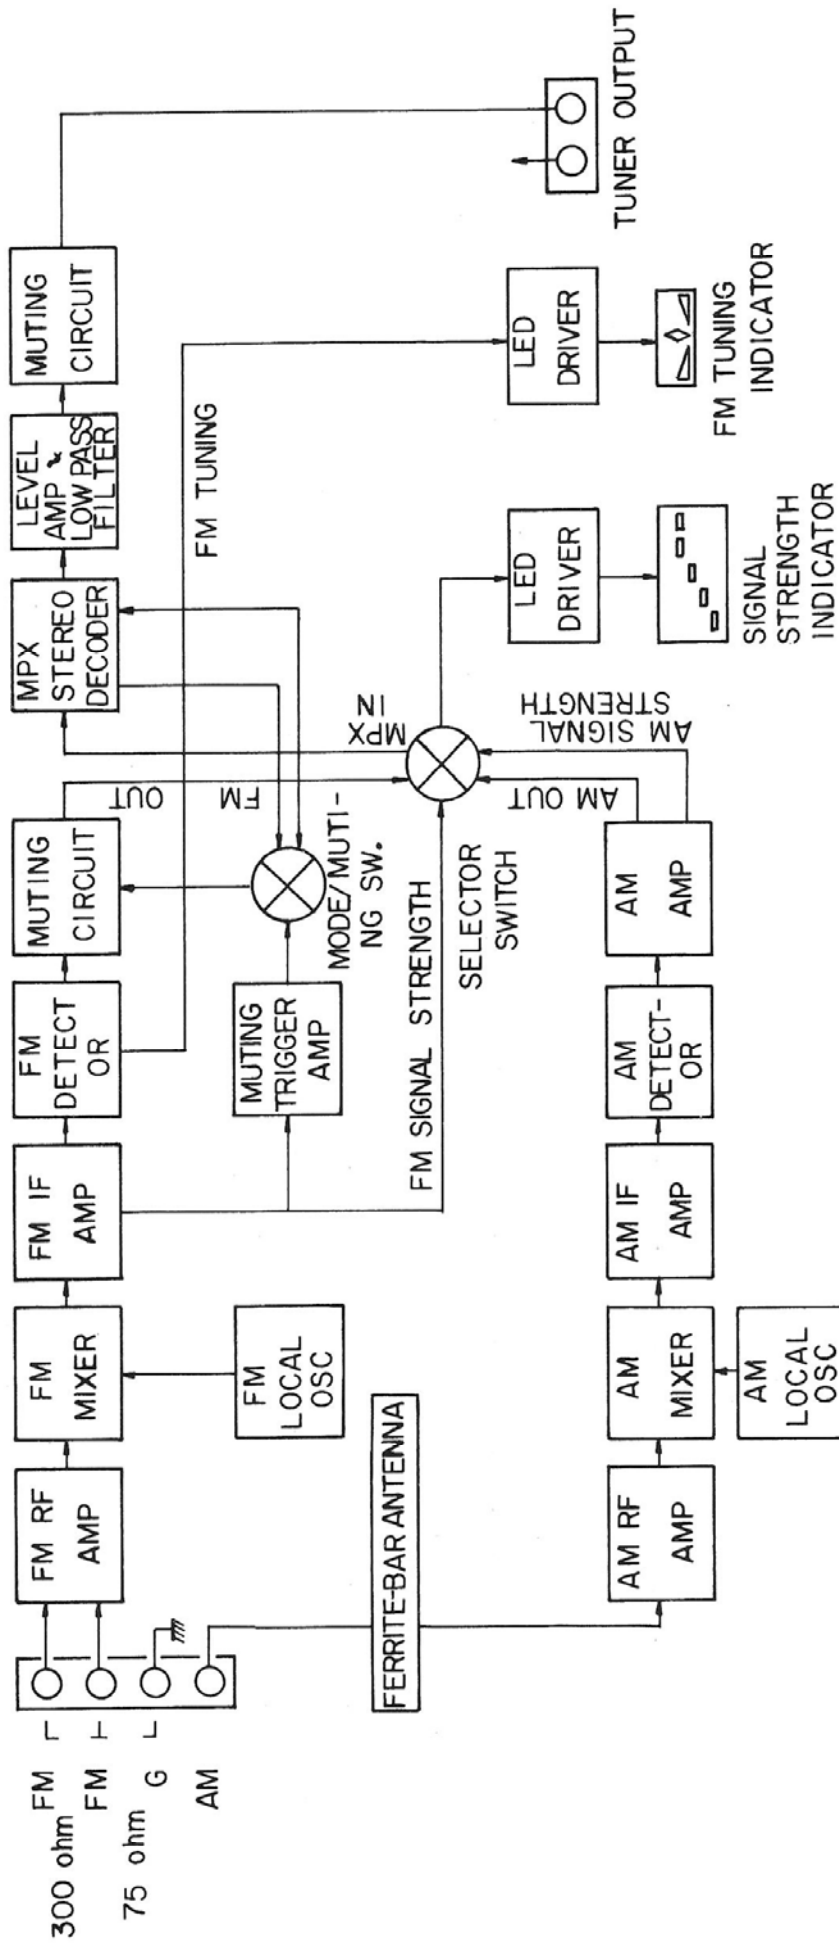 FM
300 ohm
FM
75 ohm
G
AM
FM RF
AMP
FM
MIXER
FM
LOCAL
OSC
FM IF
AMP
FM
DETECT
OR
MUTING
CIRCUIT
MUTING
TRIGGER
AMP
MODE/MUTI-
NG SW.
FM OUT
MPX
IN
MPX
STEREO
DECODER
LEVEL
AMP &
LOW PASS
FILTER
MUTING
CIRCUIT
FM TUNING
FM SIGNAL STRENGTH
SELECTOR
SWITCH
FERRITE-BAR ANTENNA
AM RF
AMP
AM
MIXER
AM
LOCAL
OSC
AM IF
AMP
AM
DETECT-
OR
AM
AMP
AM OUT
AM SIGNAL
STRENGTH
LED
DRIVER
SIGNAL
STRENGTH
INDICATOR
LED
DRIVER
FM TUNING
INDICATOR
TUNER OUTPUT